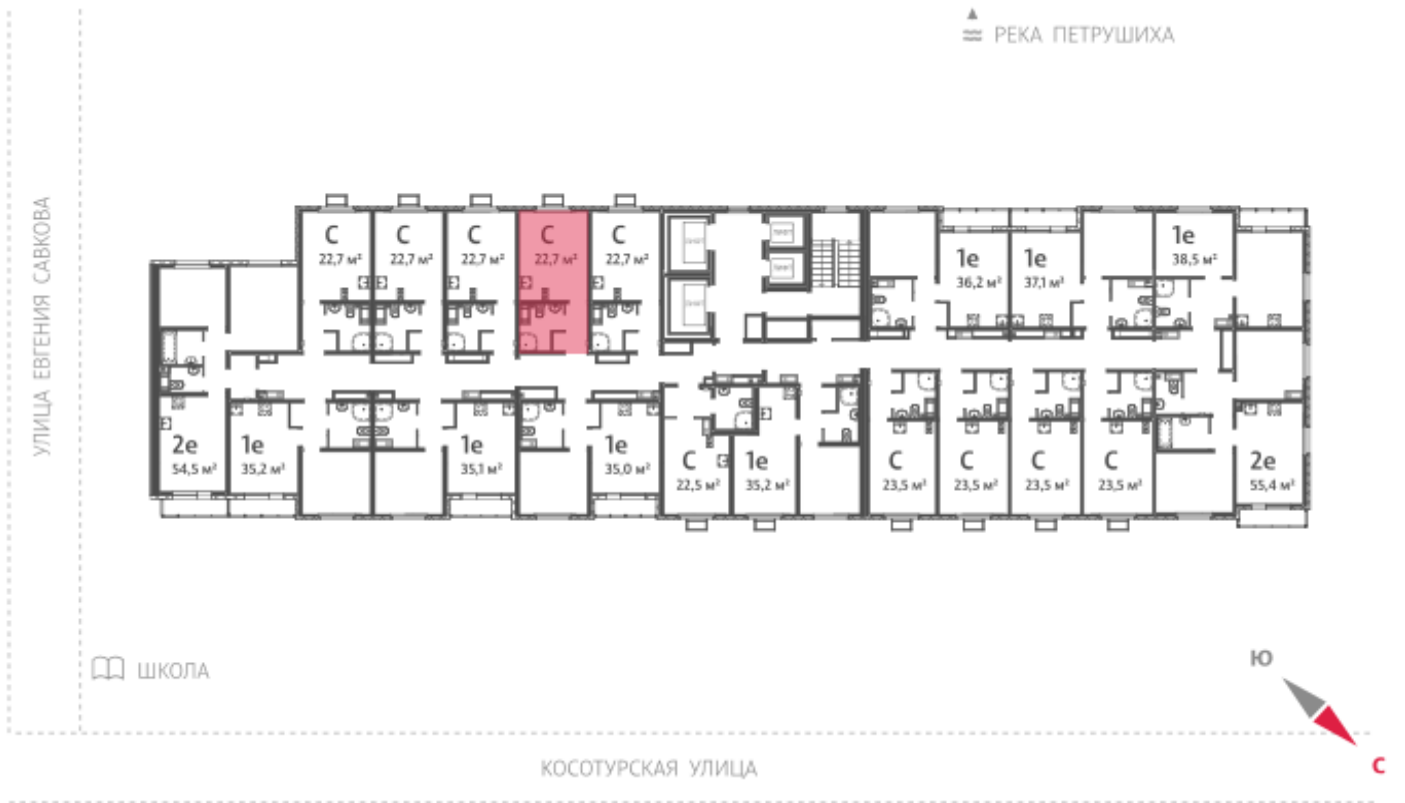 РЕКА ПЕТРУШИХА
УЛИЦА ЕВГЕНИЯ САВКОВА
С
22,7 м²
С
22,7 м²
С
22,7 м²
С
22,7 м²
С
22,7 м²
1е
36,2 м²
1е
37,1 м²
1е
38,5 м²
2е
54,5 м²
1е
35,2 м²
1е
35,1 м²
1е
35,0 м²
С
22,5 м²
1е
35,2 м²
С
23,5 м²
С
23,5 м²
С
23,5 м²
С
23,5 м²
2е
55,4 м²
ШКОЛА
Ю
С
КОСОТУРСКАЯ УЛИЦА